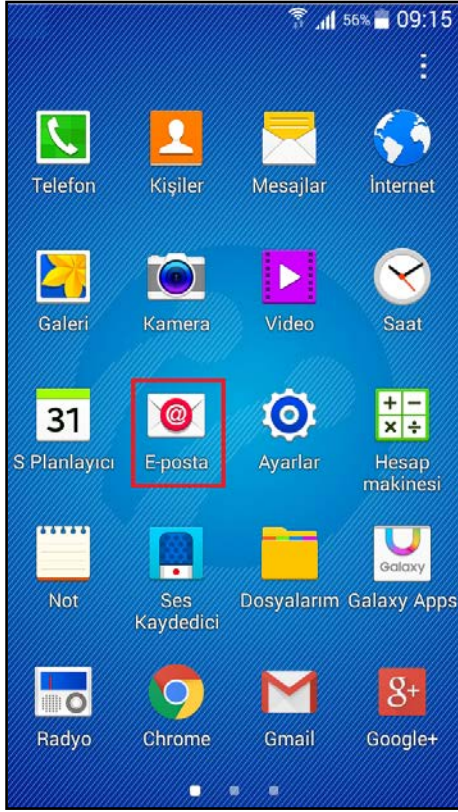 56% 09:15
Telefon Kişiler Mesajlar İnternet
Galeri Kamera Video Saat
31
S Planlayıcı E-posta Ayarlar Hesap
makinesi
Galaxy
Not Ses Dosyalarım Galaxy Apps
Kaydedici
8+
Radyo Chrome Gmail Google+